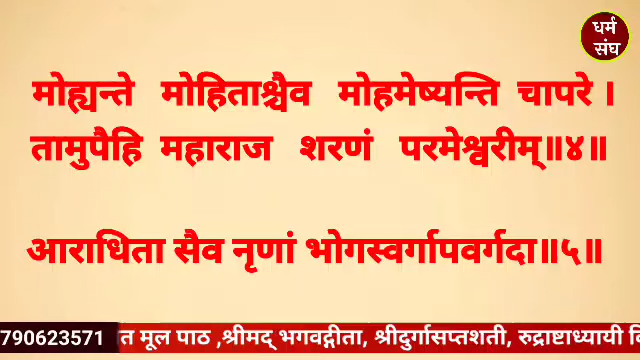 धर्म
संघ
मोह्यन्ते मोहिताश्चैव मोहमेष्यन्ति चापरे ।
तामुपैहि महाराज शरणं परमेश्वरीम्॥४॥
आराधिता सैव नृणां भोगस्वर्गापवर्गदा॥५॥
790623571 त मूल पाठ ,श्रीमद् भगवद्गीता, श्रीदुर्गासप्तशती, रुद्राष्टाध्यायी